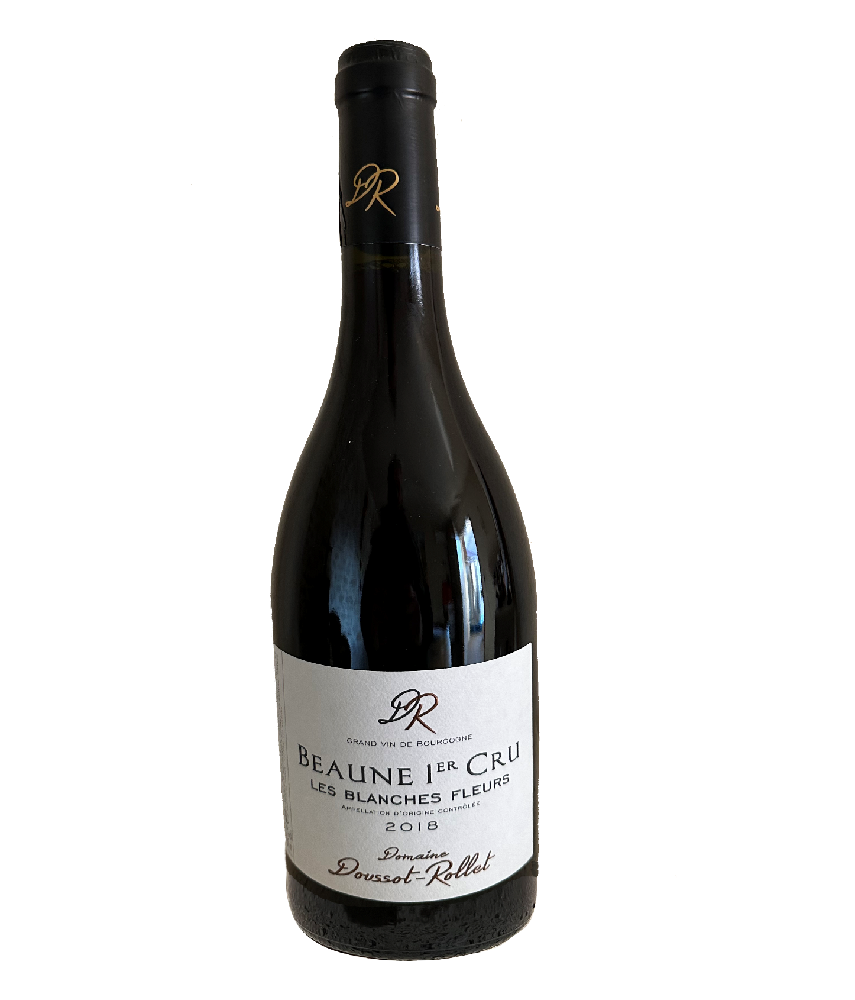 DR
DR
GRAND VIN DE BOURGOGNE
BEAUNE 1ER CRU
LES BLANCHES FLEURS
APPELLATION D'ORIGINE CONTRÔLÉE
2018
Domaine
Doussot-Rollet